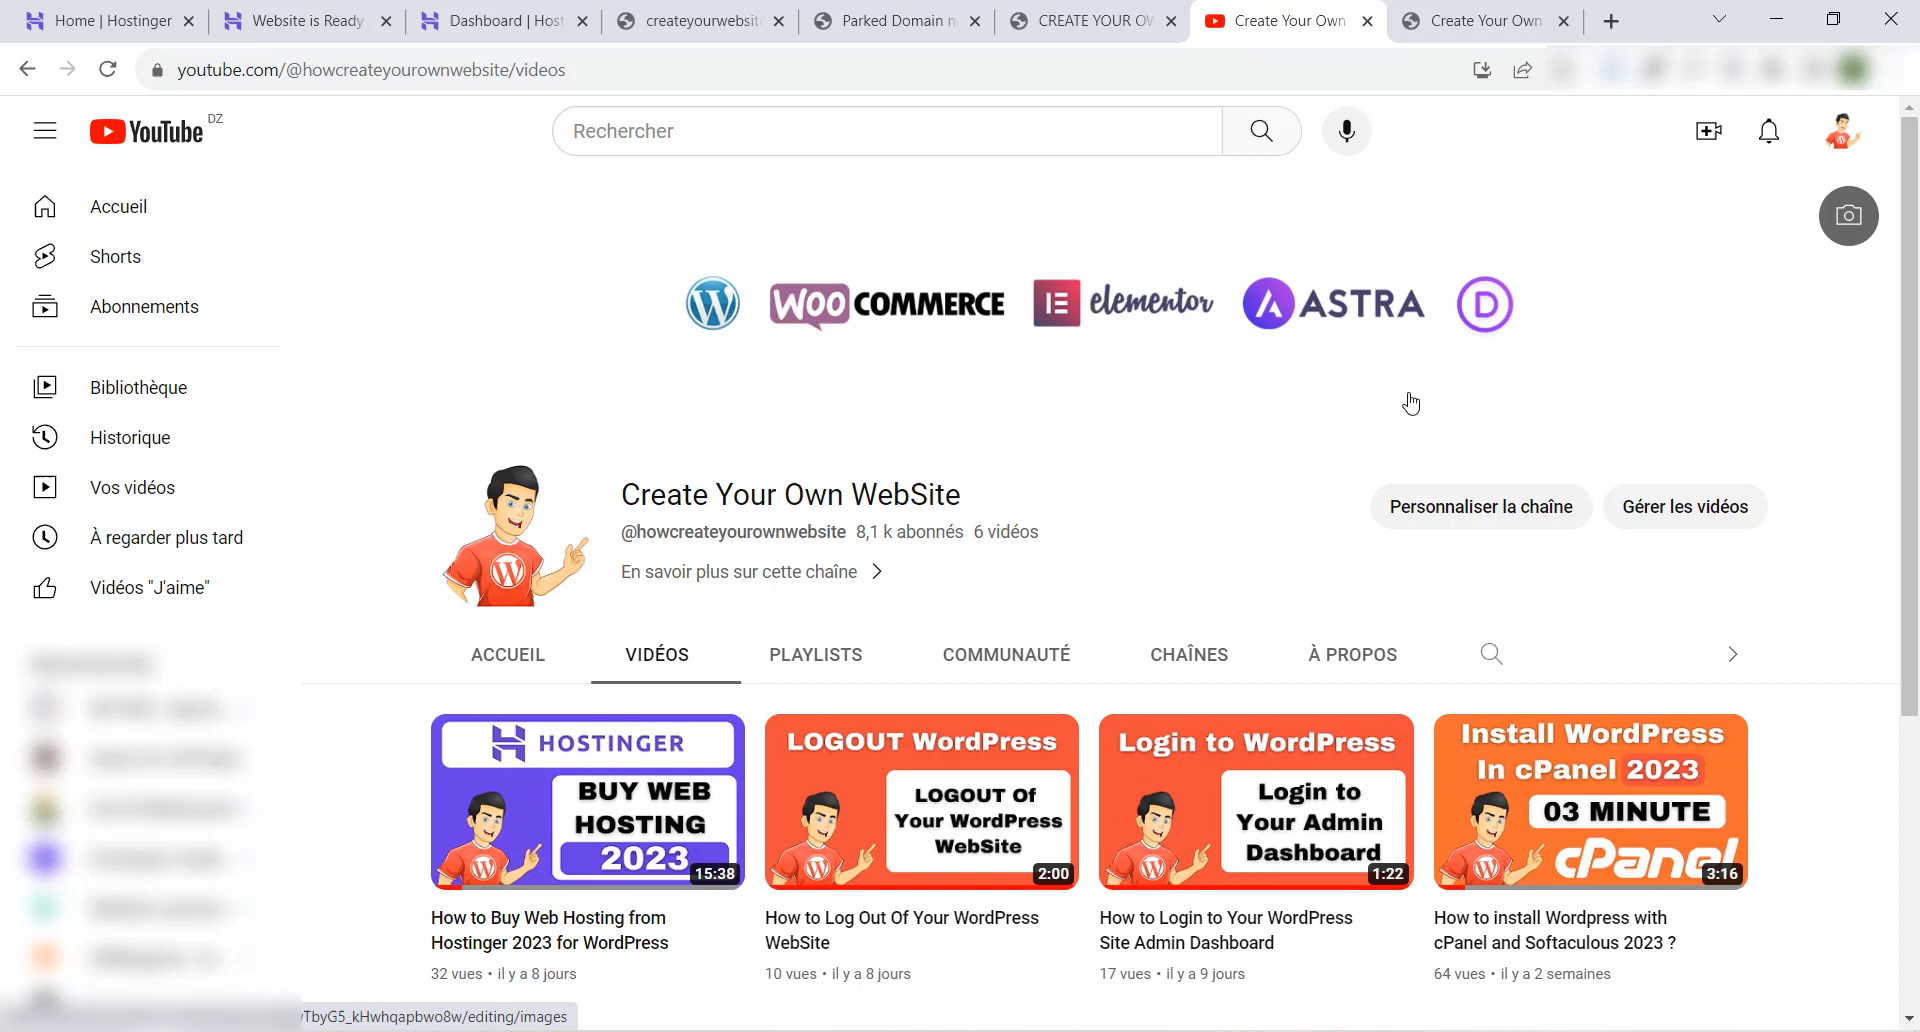 Home | Hostinger
Website is Ready
Dashboard | Host
createyourwebsit
Parked Domain n
CREATE YOUR OV
Create Your Own
Create Your Own
youtube.com/@howcreateyourownwebsite/videos
YouTube DZ
Rechercher
Accueil
Shorts
Abonnements
Bibliothèque
Historique
Vos vidéos
À regarder plus tard
Vidéos "J'aime"
W WOO COMMERCE elementor ASTRA D
Create Your Own WebSite
@howcreateyourownwebsite 8,1 k abonnés 6 vidéos
En savoir plus sur cette chaîne
Personnaliser la chaîne
Gérer les vidéos
ACCUEIL VIDÉOS PLAYLISTS COMMUNAUTÉ CHAÎNES À PROPOS
HOSTINGER
BUY WEB
HOSTING
2023
15:38
How to Buy Web Hosting from
Hostinger 2023 for WordPress
32 vues • il y a 8 jours
LOGOUT WordPress
LOGOUT Of
Your WordPress
WebSite
2:00
How to Log Out Of Your WordPress
WebSite
10 vues • il y a 8 jours
Login to WordPress
Login to
Your Admin
Dashboard
1:22
How to Login to Your WordPress
Site Admin Dashboard
17 vues • il y a 9 jours
Install WordPress
In cPanel 2023
03 MINUTE
cPanel
3:16
How to install Wordpress with
cPanel and Softaculous 2023 ?
64 vues • il y a 2 semaines
TbyG5_kHwhqapbwo8w/editing/images